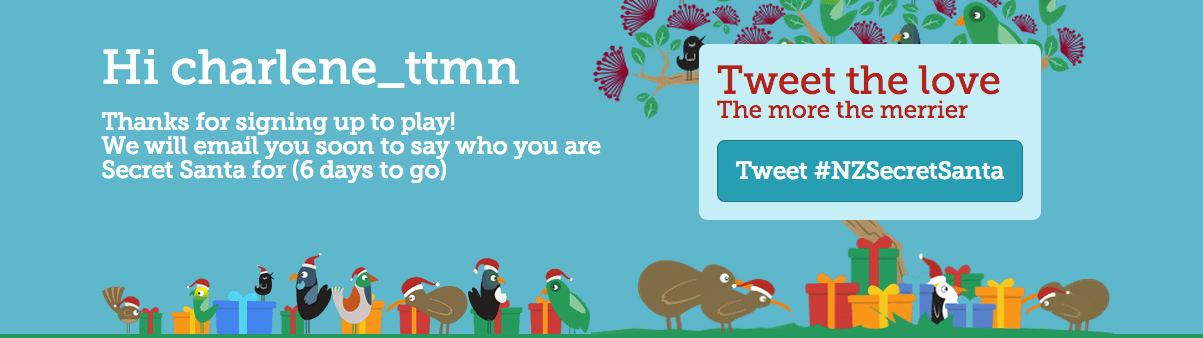 Hi charlene_ttmn
Thanks for signing up to play!
We will email you soon to say who you are
Secret Santa for (6 days to go)
Tweet the love
The more the merrier
Tweet #NZSecretSanta